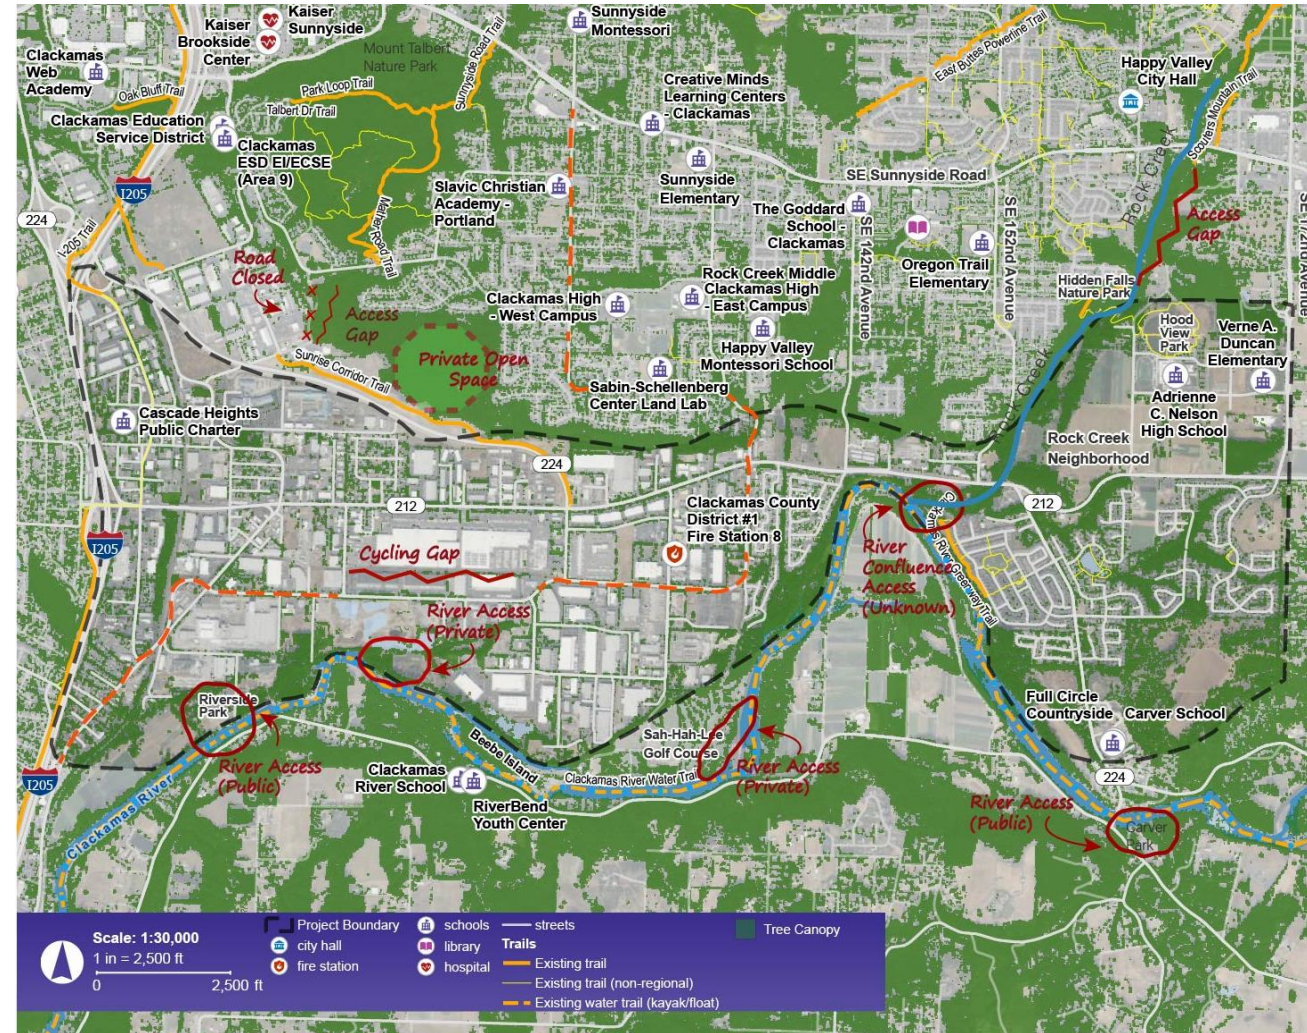 Kaiser
Sunnyside
Kaiser
Brookside
Center
Sunnyside
Montessori
Mount Talbert
Nature Park
Sunnyside Road Trail
East Buttes Powerline Trail
Happy Valley
City Hall
Clackamas
Web
Academy
Oak Bluff Trail
Park Loop Trail
Talbert Dr Trail
Creative Minds
Learning Centers
- Clackamas
Scouters Mountain Trail
Clackamas Education
Service District
Clackamas
ESD EI/ECSE
(Area 9)
Rock Creek
I205
Slavic Christian
Academy -
Portland
Sunnyside
Elementary
SE Sunnyside Road
224
I-205 Trail
Mather Road Trail
The Goddard
School -
Clackamas
SE 142nd Avenue
Oregon Trail
Elementary
SE 152nd Avenue
Access
Gap
SE 172nd Avenue
Road
Closed
Access
Gap
Clackamas High
- West Campus
Rock Creek Middle
Clackamas High
- East Campus
Hidden Falls
Nature Park
Hood
View
Park
Verne A.
Duncan
Elementary
Happy Valley
Montessori School
Sunrise Corridor Trail
Private Open
Space
Sabin-Schellenberg
Center Land Lab
Rock Creek
Adrienne
C. Nelson
High School
Cascade Heights
Public Charter
Rock Creek
Neighborhood
224
212
Clackamas County
District #1
Fire Station 8
212
I205
Cycling Gap
River
Confluence
Access
(Unknown)
Clackamas River Greenway Trail
River Access
(Private)
Riverside
Park
River Access
(Public)
Beebe Island
Sah-Hah-Lee
Golf Course
Full Circle
Countryside
Carver School
Clackamas
River School
Clackamas River Water Trail
River Access
(Private)
224
I205
RiverBend
Youth Center
River Access
(Public)
Carver
Park
Clackamas River
Scale: 1:30,000
1 in = 2,500 ft
0
2,500 ft
Project Boundary
city hall
fire station
schools
library
hospital
streets
Trails
Existing trail
Existing trail (non-regional)
Existing water trail (kayak/float)
Tree Canopy